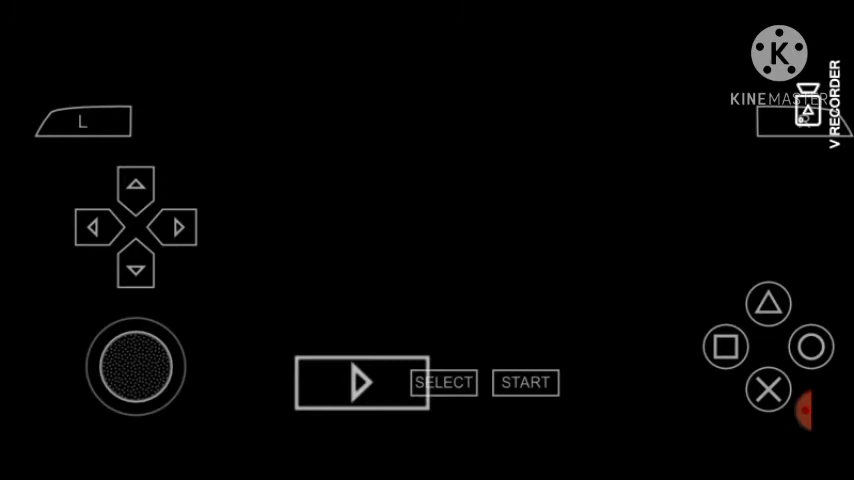 K
KINEMASTER
V RECORDER
L
SELECT
START